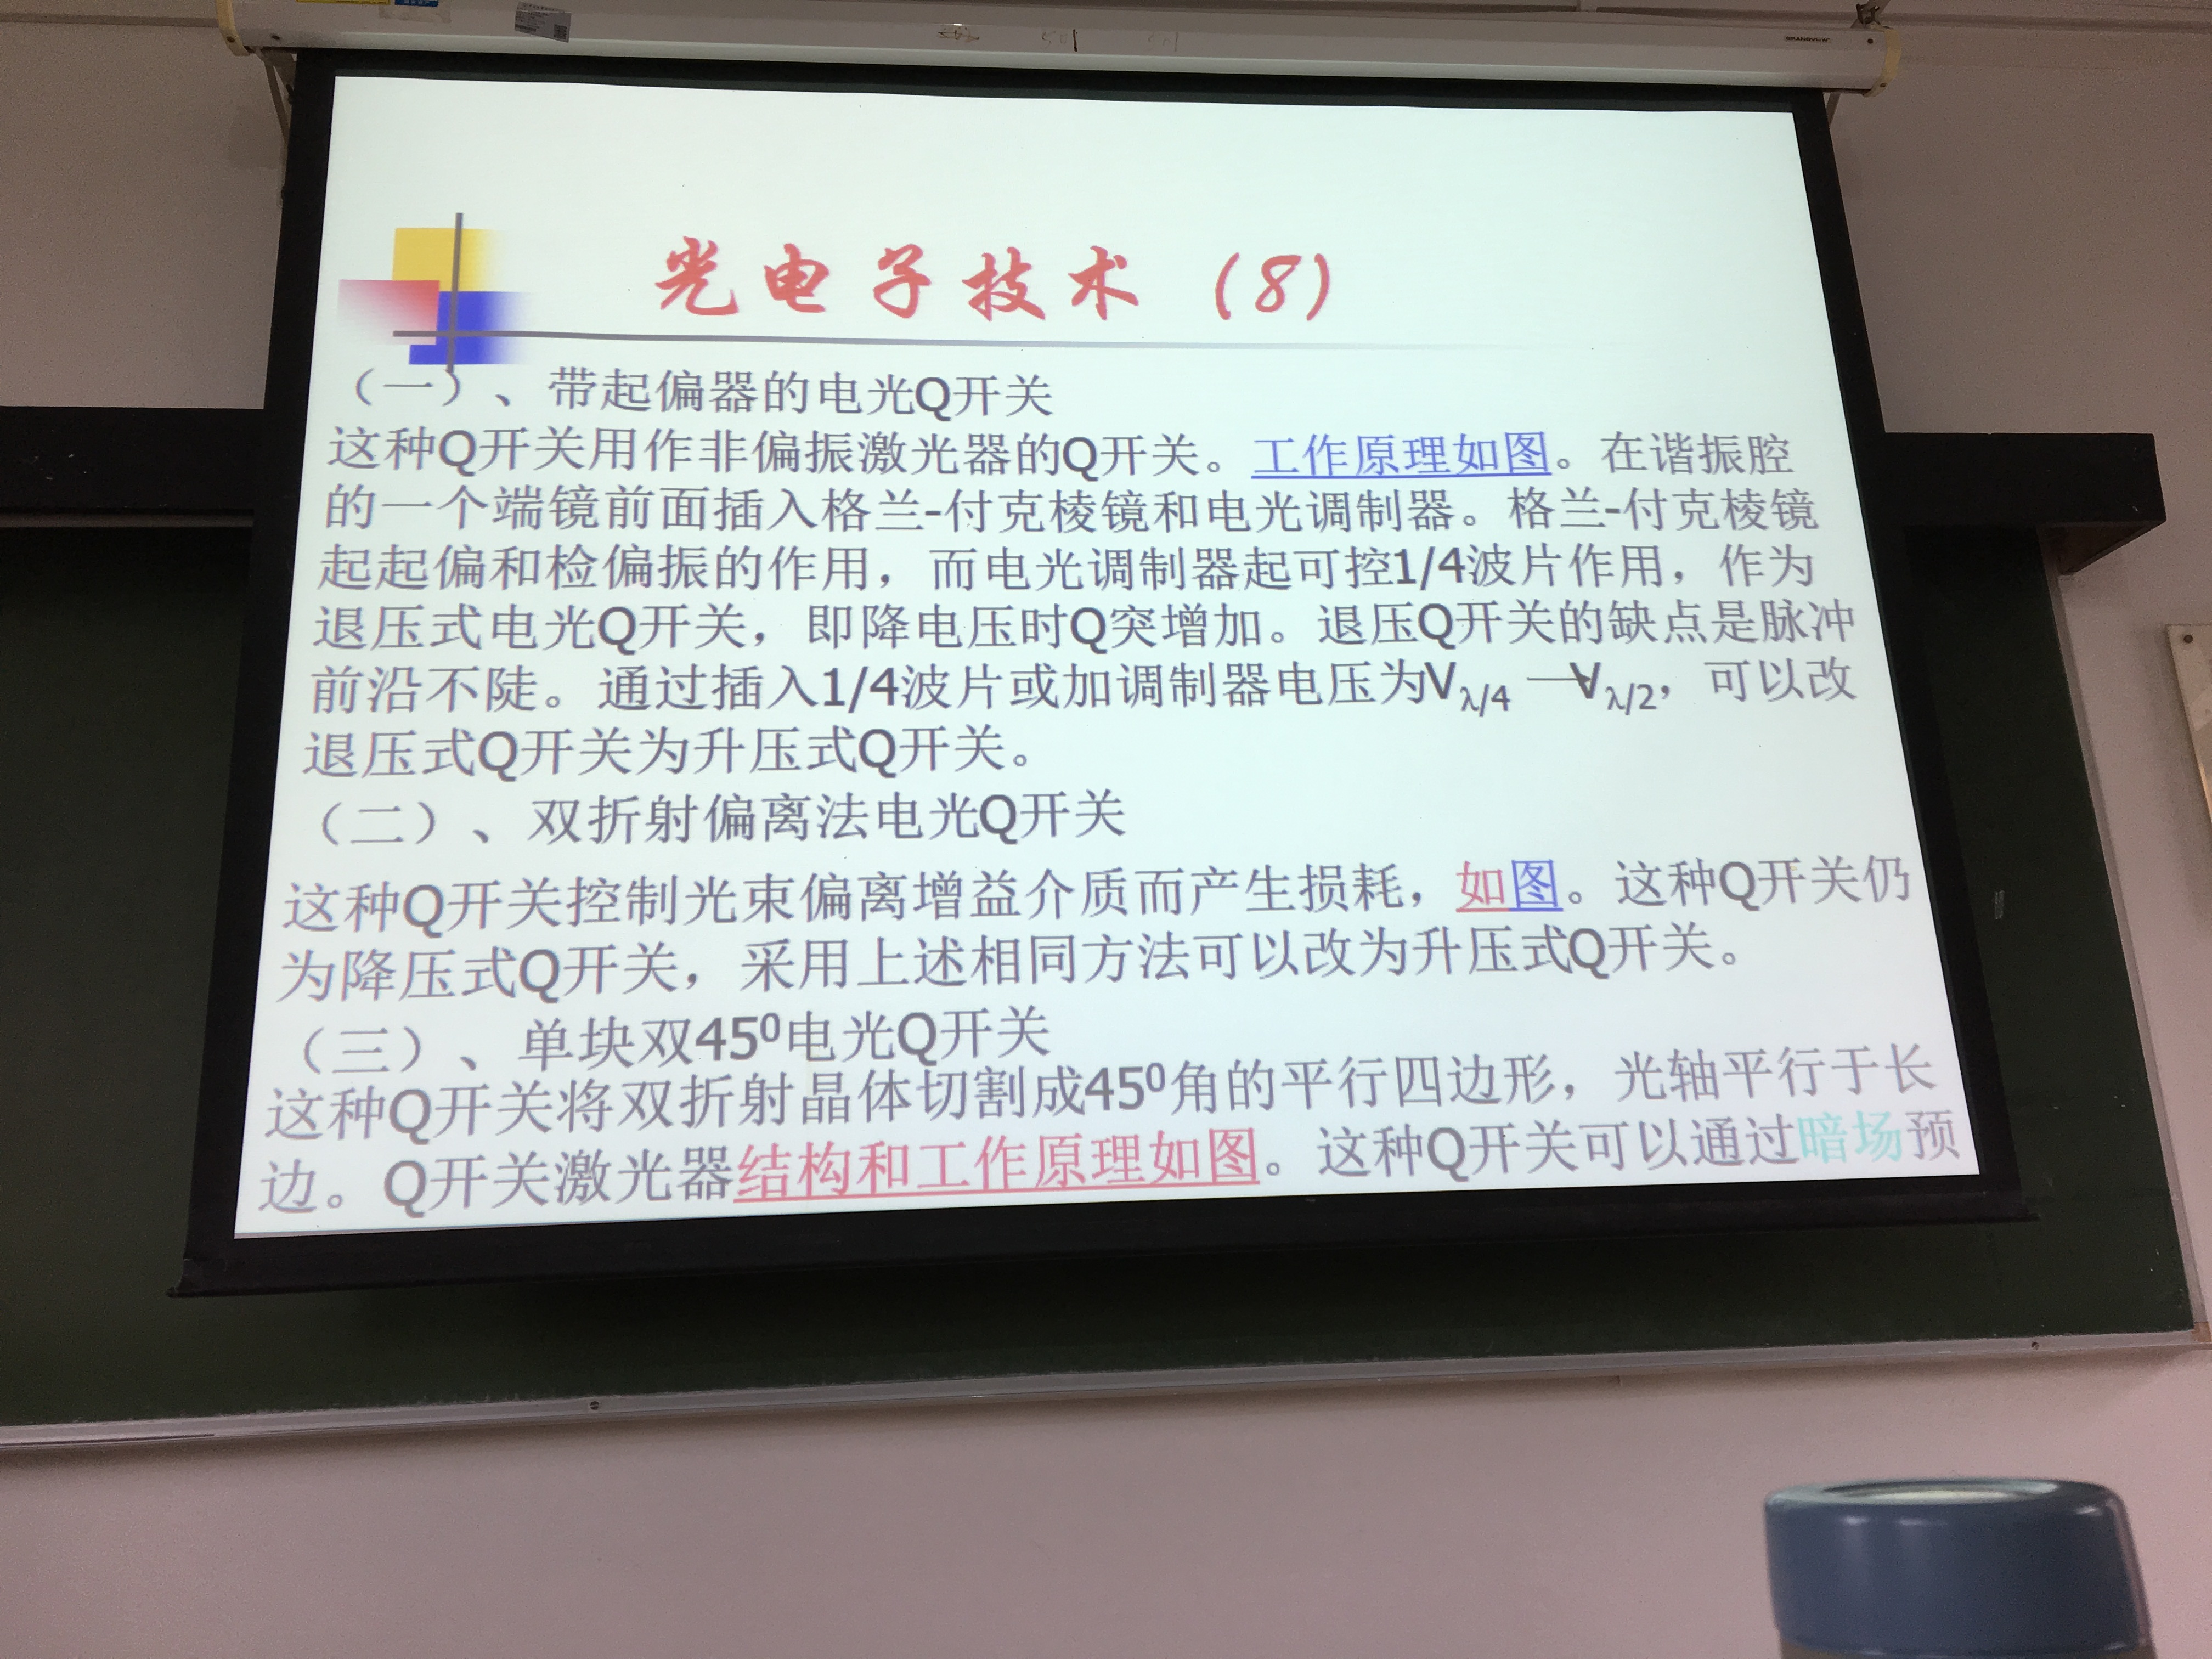 光电子技术（8）
（一）、带起偏器的电光Q开关
这种Q开关用作非偏振激光器的Q开关。工作原理如图。在谐振腔
的一个端镜前面插入格兰-付克棱镜和电光调制器。格兰-付克棱镜
起起偏和检偏振的作用，而电光调制器起可控1/4波片作用，作为
退压式电光Q开关，即降电压时Q突增加。退压Q开关的缺点是脉冲
前沿不陡。通过插入1/4波片或加调制器电压为Vλ/4 →Vλ/2，可以改
退压式Q开关为升压式Q开关。
（二）、双折射偏离法电光Q开关
这种Q开关控制光束偏离增益介质而产生损耗，如图。这种Q开关仍
为降压式Q开关，采用上述相同方法可以改为升压式Q开关。
（三）、单块双45⁰电光Q开关
这种Q开关将双折射晶体切割成45⁰角的平行四边形，光轴平行于长
边。Q开关激光器结构和工作原理如图。这种Q开关可以通过暗场预